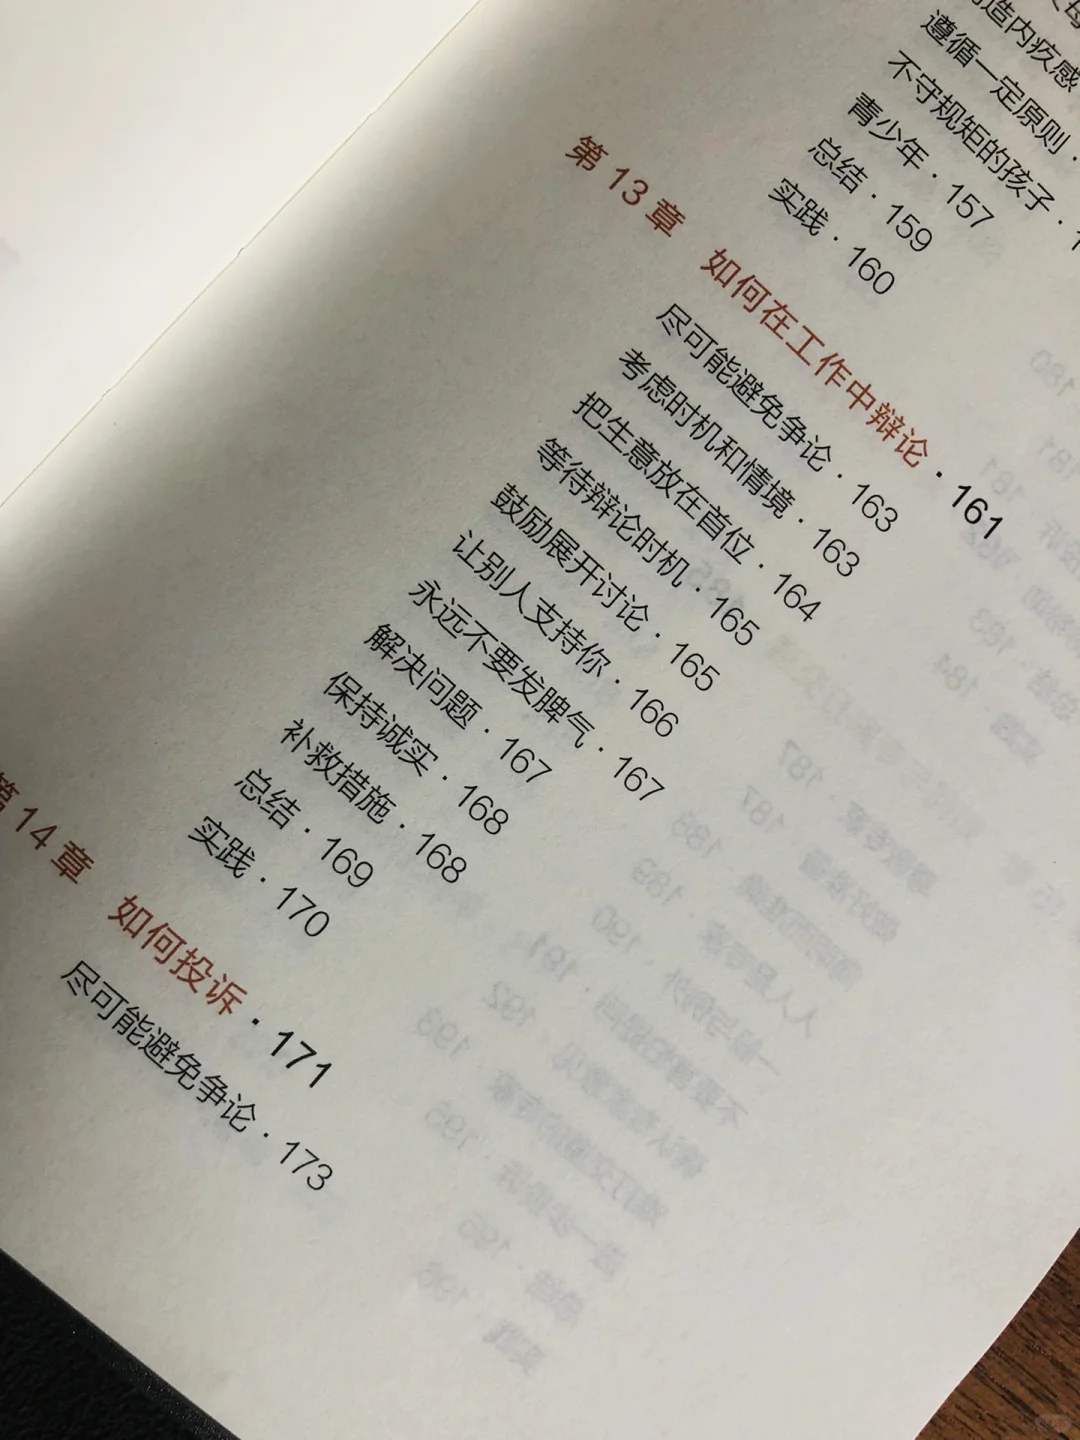 造内疚感
遵循一定原则 ·
不守规矩的孩子 · 1
青少年 · 157
总结 · 159
实践 · 160
第 13 章 如何在工作中辩论 · 161
尽可能避免争论 · 163
考虑时机和情境 · 163
把生意放在首位 · 164
等待辩论时机 · 165
鼓励展开讨论 · 165
让别人支持你 · 166
永远不要发脾气 · 167
解决问题 · 167
保持诚实 · 168
补救措施 · 168
总结 · 169
实践 · 170
第 14 章 如何投诉 · 171
尽可能避免争论 · 173